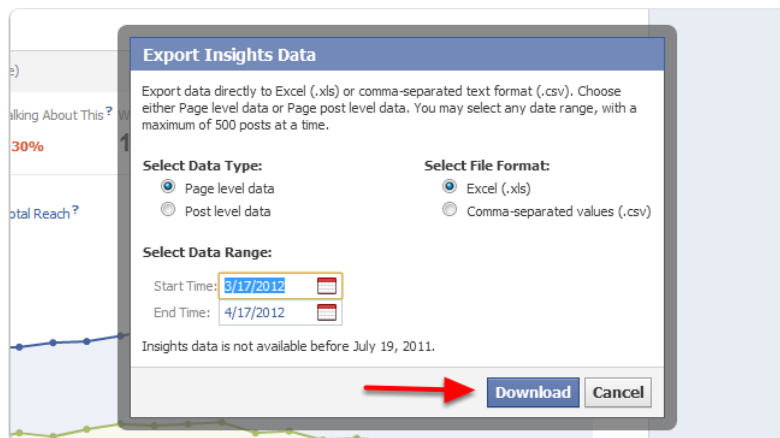 Export Insights Data
Export data directly to Excel (.xls) or comma-separated text format (.csv). Choose
either Page level data or Page post level data. You may select any date range, with a
maximum of 500 posts at a time.
Select Data Type:
Page level data
Post level data
Select File Format:
Excel (.xls)
Comma-separated values (.csv)
Select Data Range:
Start Time: 3/17/2012
End Time: 4/17/2012
Insights data is not available before July 19, 2011.
Download Cancel
About This?
30%
Reach?